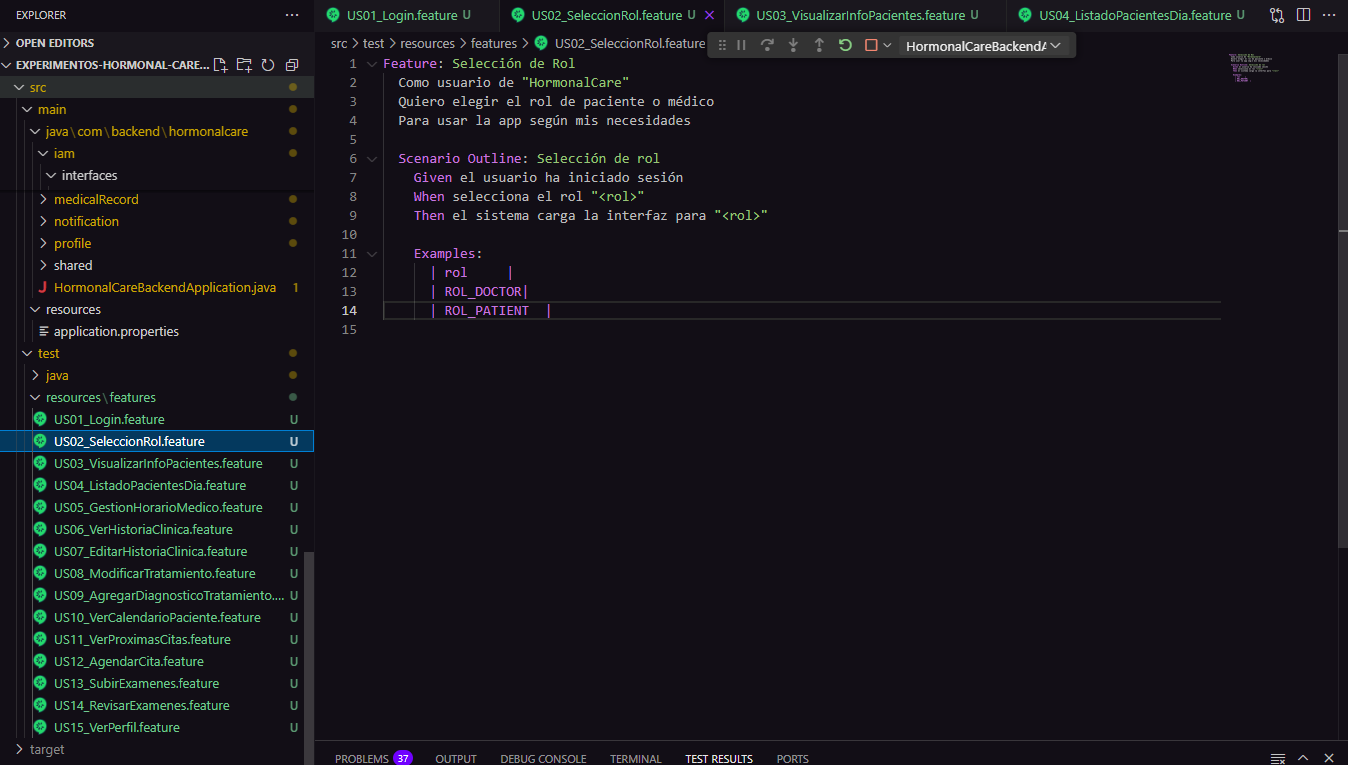 EXPLORER
OPEN EDITORS
EXPERIMENTOS-HORMONAL-CARE...
src
main
java\com\backend\hormonalcare
iam
interfaces
medicalRecord
notification
profile
shared
HormonalCareBackendApplication.java 1
resources
application.properties
test
java
resources\features
US01_Login.feature U
US02_SeleccionRol.feature U
US03_VisualizarInfoPacientes.feature U
US04_ListadoPacientesDia.feature U
US05_GestionHorarioMedico.feature U
US06_VerHistoriaClinica.feature U
US07_EditarHistoriaClinica.feature U
US08_ModificarTratamiento.feature U
US09_AgregarDiagnosticoTratamiento.... U
US10_VerCalendarioPaciente.feature U
US11_VerProximasCitas.feature U
US12_AgendarCita.feature U
US13_SubirExamenes.feature U
US14_RevisarExamenes.feature U
US15_VerPerfil.feature U
target
US01_Login.feature U
US02_SeleccionRol.feature U
US03_VisualizarInfoPacientes.feature U
US04_ListadoPacientesDia.feature U
src > test > resources > features > US02_SeleccionRol.feature
HormonalCareBackendA
1 Feature: Selección de Rol
2 Como usuario de "HormonalCare"
3 Quiero elegir el rol de paciente o médico
4 Para usar la app según mis necesidades
5
6 Scenario Outline: Selección de rol
7 Given el usuario ha iniciado sesión
8 When selecciona el rol "<rol>"
9 Then el sistema carga la interfaz para "<rol>"
10
11 Examples:
12 | rol |
13 | ROL_DOCTOR|
14 | ROL_PATIENT |
15
PROBLEMS 37 OUTPUT DEBUG CONSOLE TERMINAL TEST RESULTS PORTS